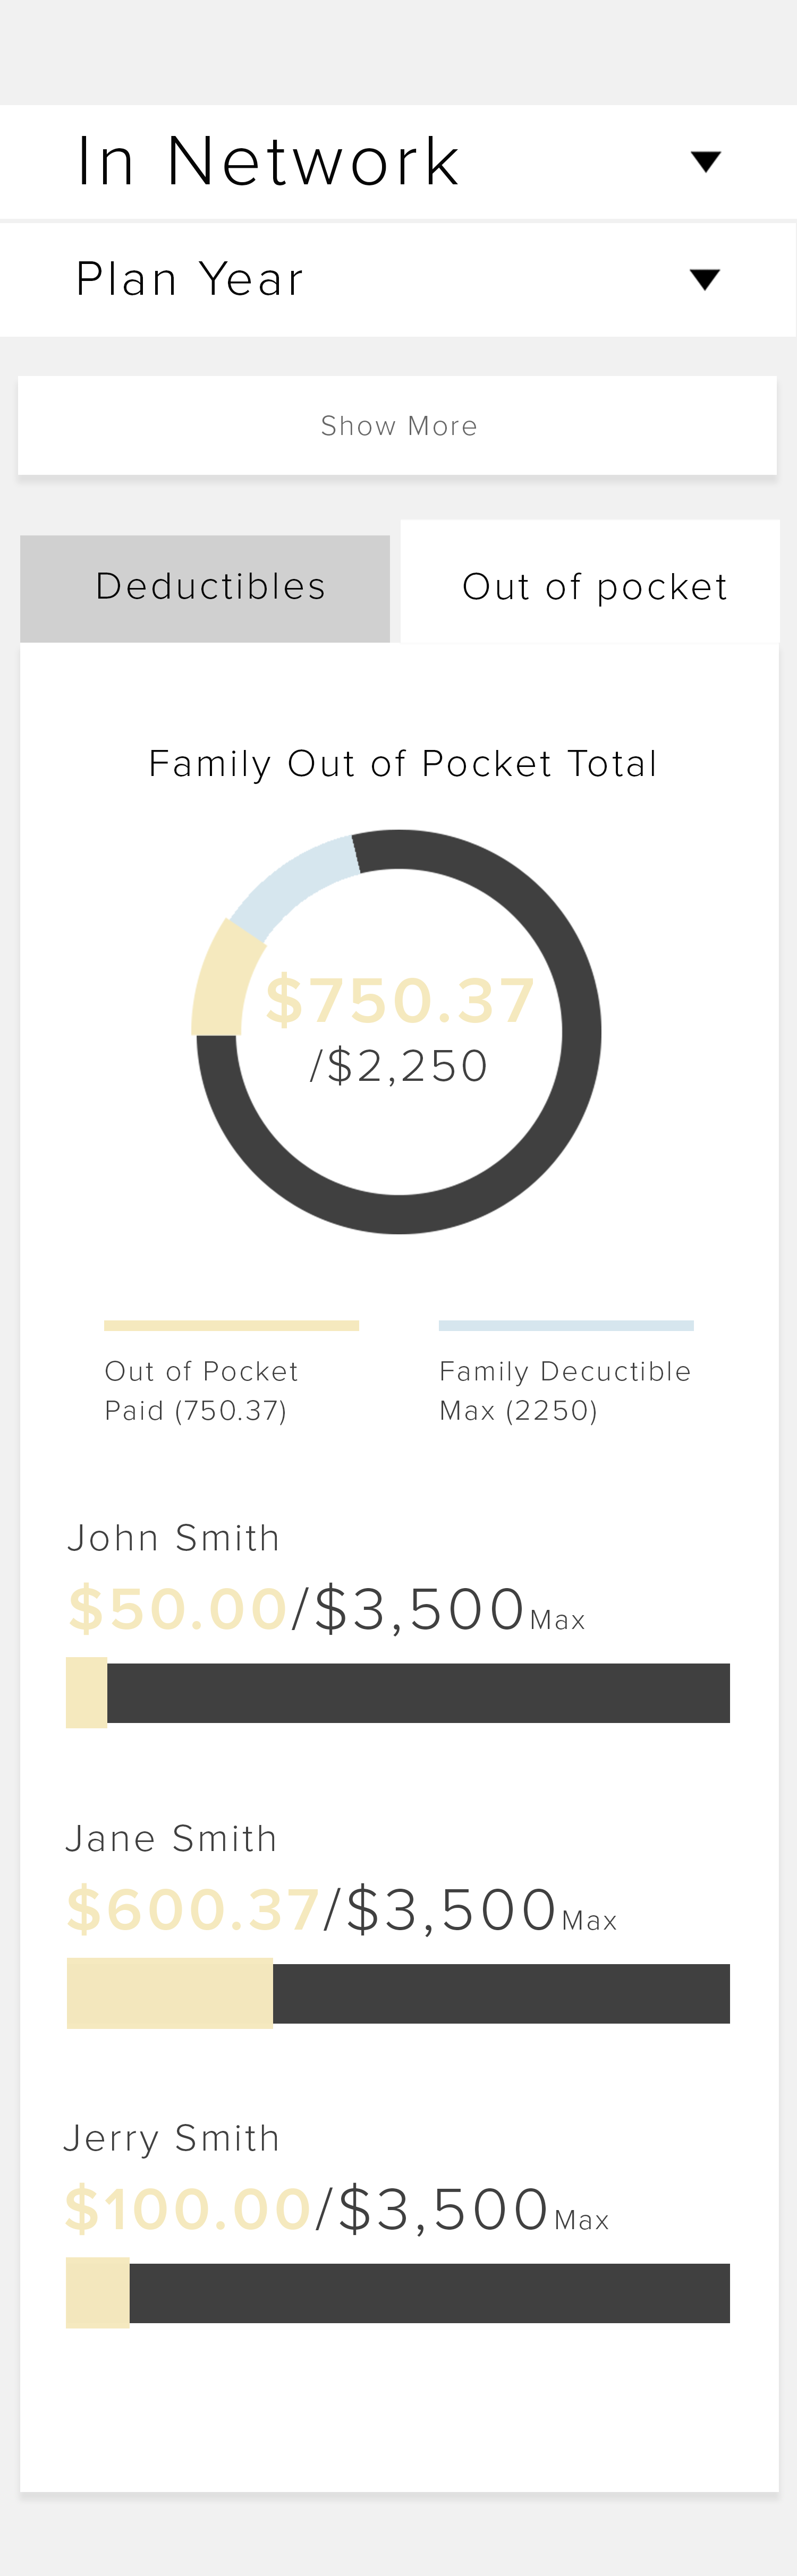 In Network
Plan Year
Show More
Deductibles
Out of pocket
Family Out of Pocket Total
$750.37
/$2,250
Out of Pocket
Paid (750.37)
Family Decuctible
Max (2250)
John Smith
$50.00/$3,500 Max
Jane Smith
$600.37/$3,500 Max
Jerry Smith
$100.00/$3,500 Max